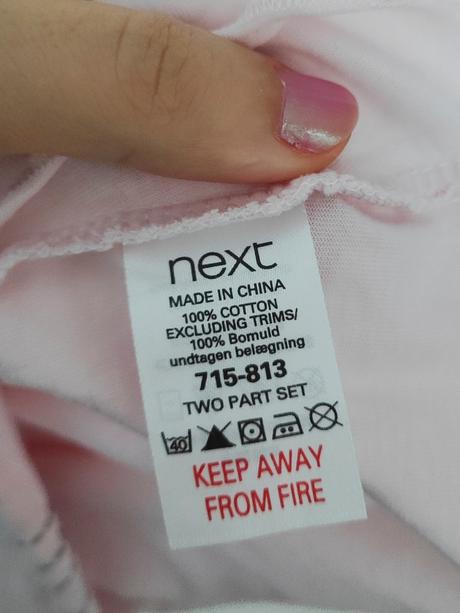 next
MADE IN CHINA
100% COTTON
EXCLUDING TRIMS/
100% Bomuld
undtagen belægning
715-813
TWO PART SET
40
KEEP AWAY
FROM FIRE